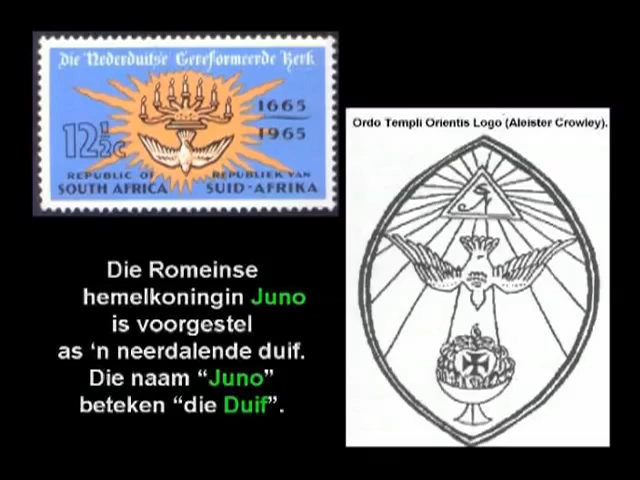 Die Nederduitse Gereformeerde Kerk
1665
1965
12½c
REPUBLIC OF SOUTH AFRICA
REPUBLIEK VAN SUID-AFRIKA
Ordo Templi Orientis Logo (Aleister Crowley).
Die Romeinse
hemelkoningin Juno
is voorgestel
as ‘n neerdalende duif.
Die naam “Juno”
beteken “die Duif”.